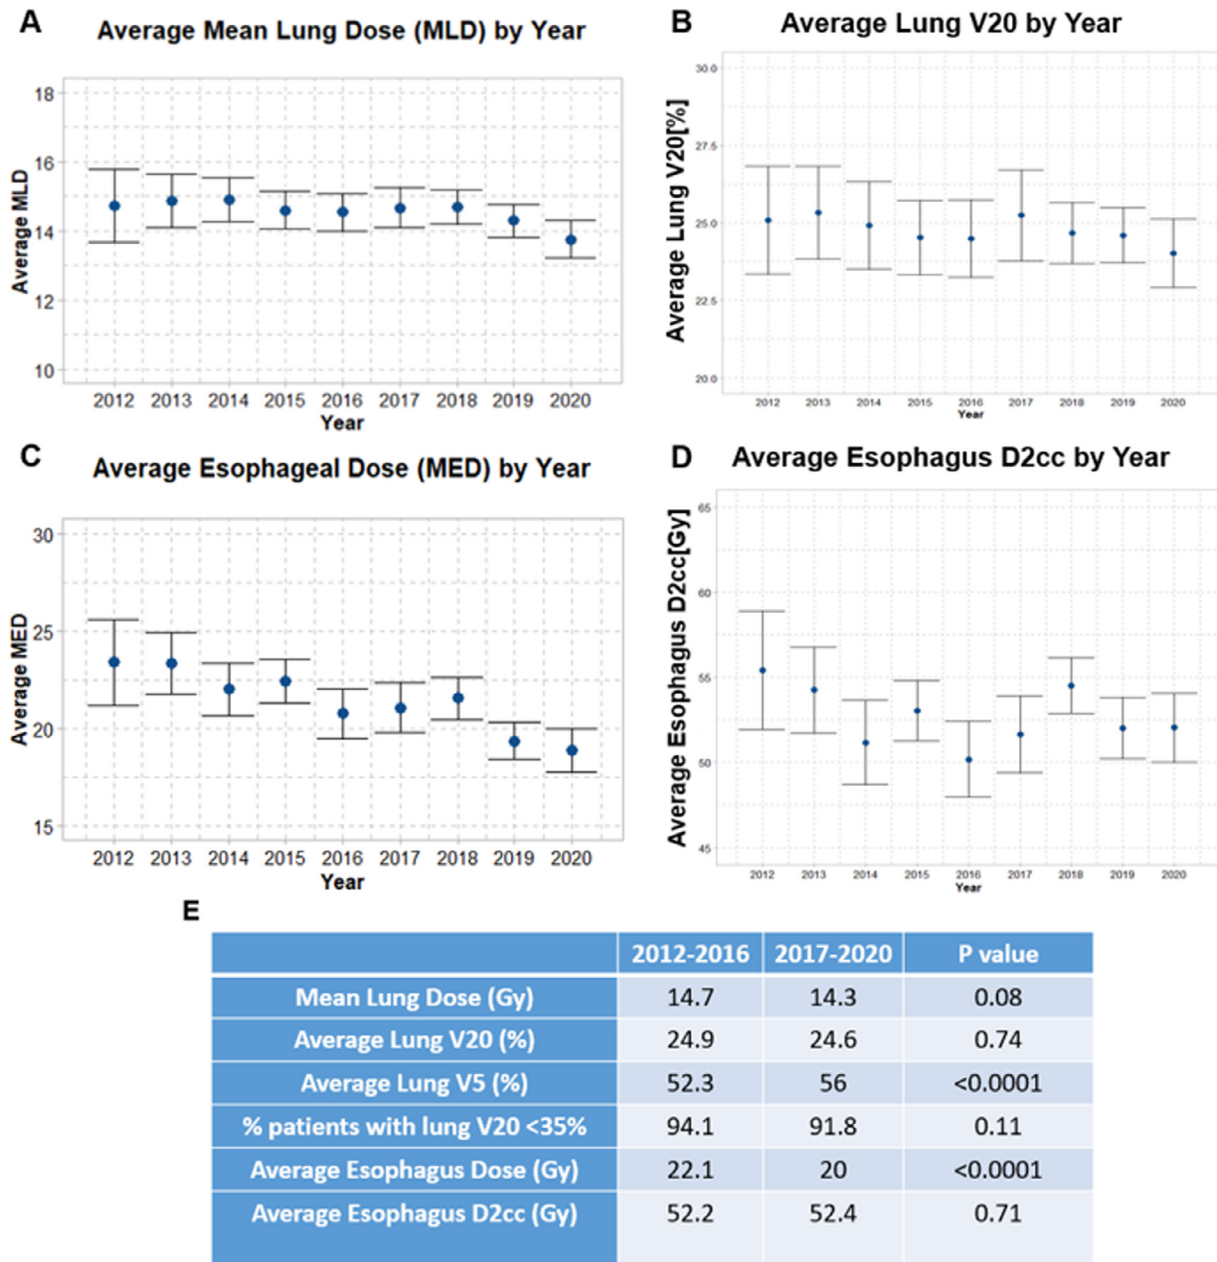 A
Average Mean Lung Dose (MLD) by Year
Average MLD
18
16
14
12
10
2012 2013 2014 2015 2016 2017 2018 2019 2020
Year
B
Average Lung V20 by Year
Average Lung V20[%]
30.0
27.5
25.0
22.5
20.0
2012 2013 2014 2015 2016 2017 2018 2019 2020
Year
C
Average Esophageal Dose (MED) by Year
Average MED
30
25
20
15
2012 2013 2014 2015 2016 2017 2018 2019 2020
Year
D
Average Esophagus D2cc by Year
Average Esophagus D2cc[Gy]
65
60
55
50
45
2012 2013 2014 2015 2016 2017 2018 2019 2020
Year
E
2012-2016 2017-2020 P value
Mean Lung Dose (Gy) 14.7 14.3 0.08
Average Lung V20 (%) 24.9 24.6 0.74
Average Lung V5 (%) 52.3 56 <0.0001
% patients with lung V20 <35% 94.1 91.8 0.11
Average Esophagus Dose (Gy) 22.1 20 <0.0001
Average Esophagus D2cc (Gy) 52.2 52.4 0.71